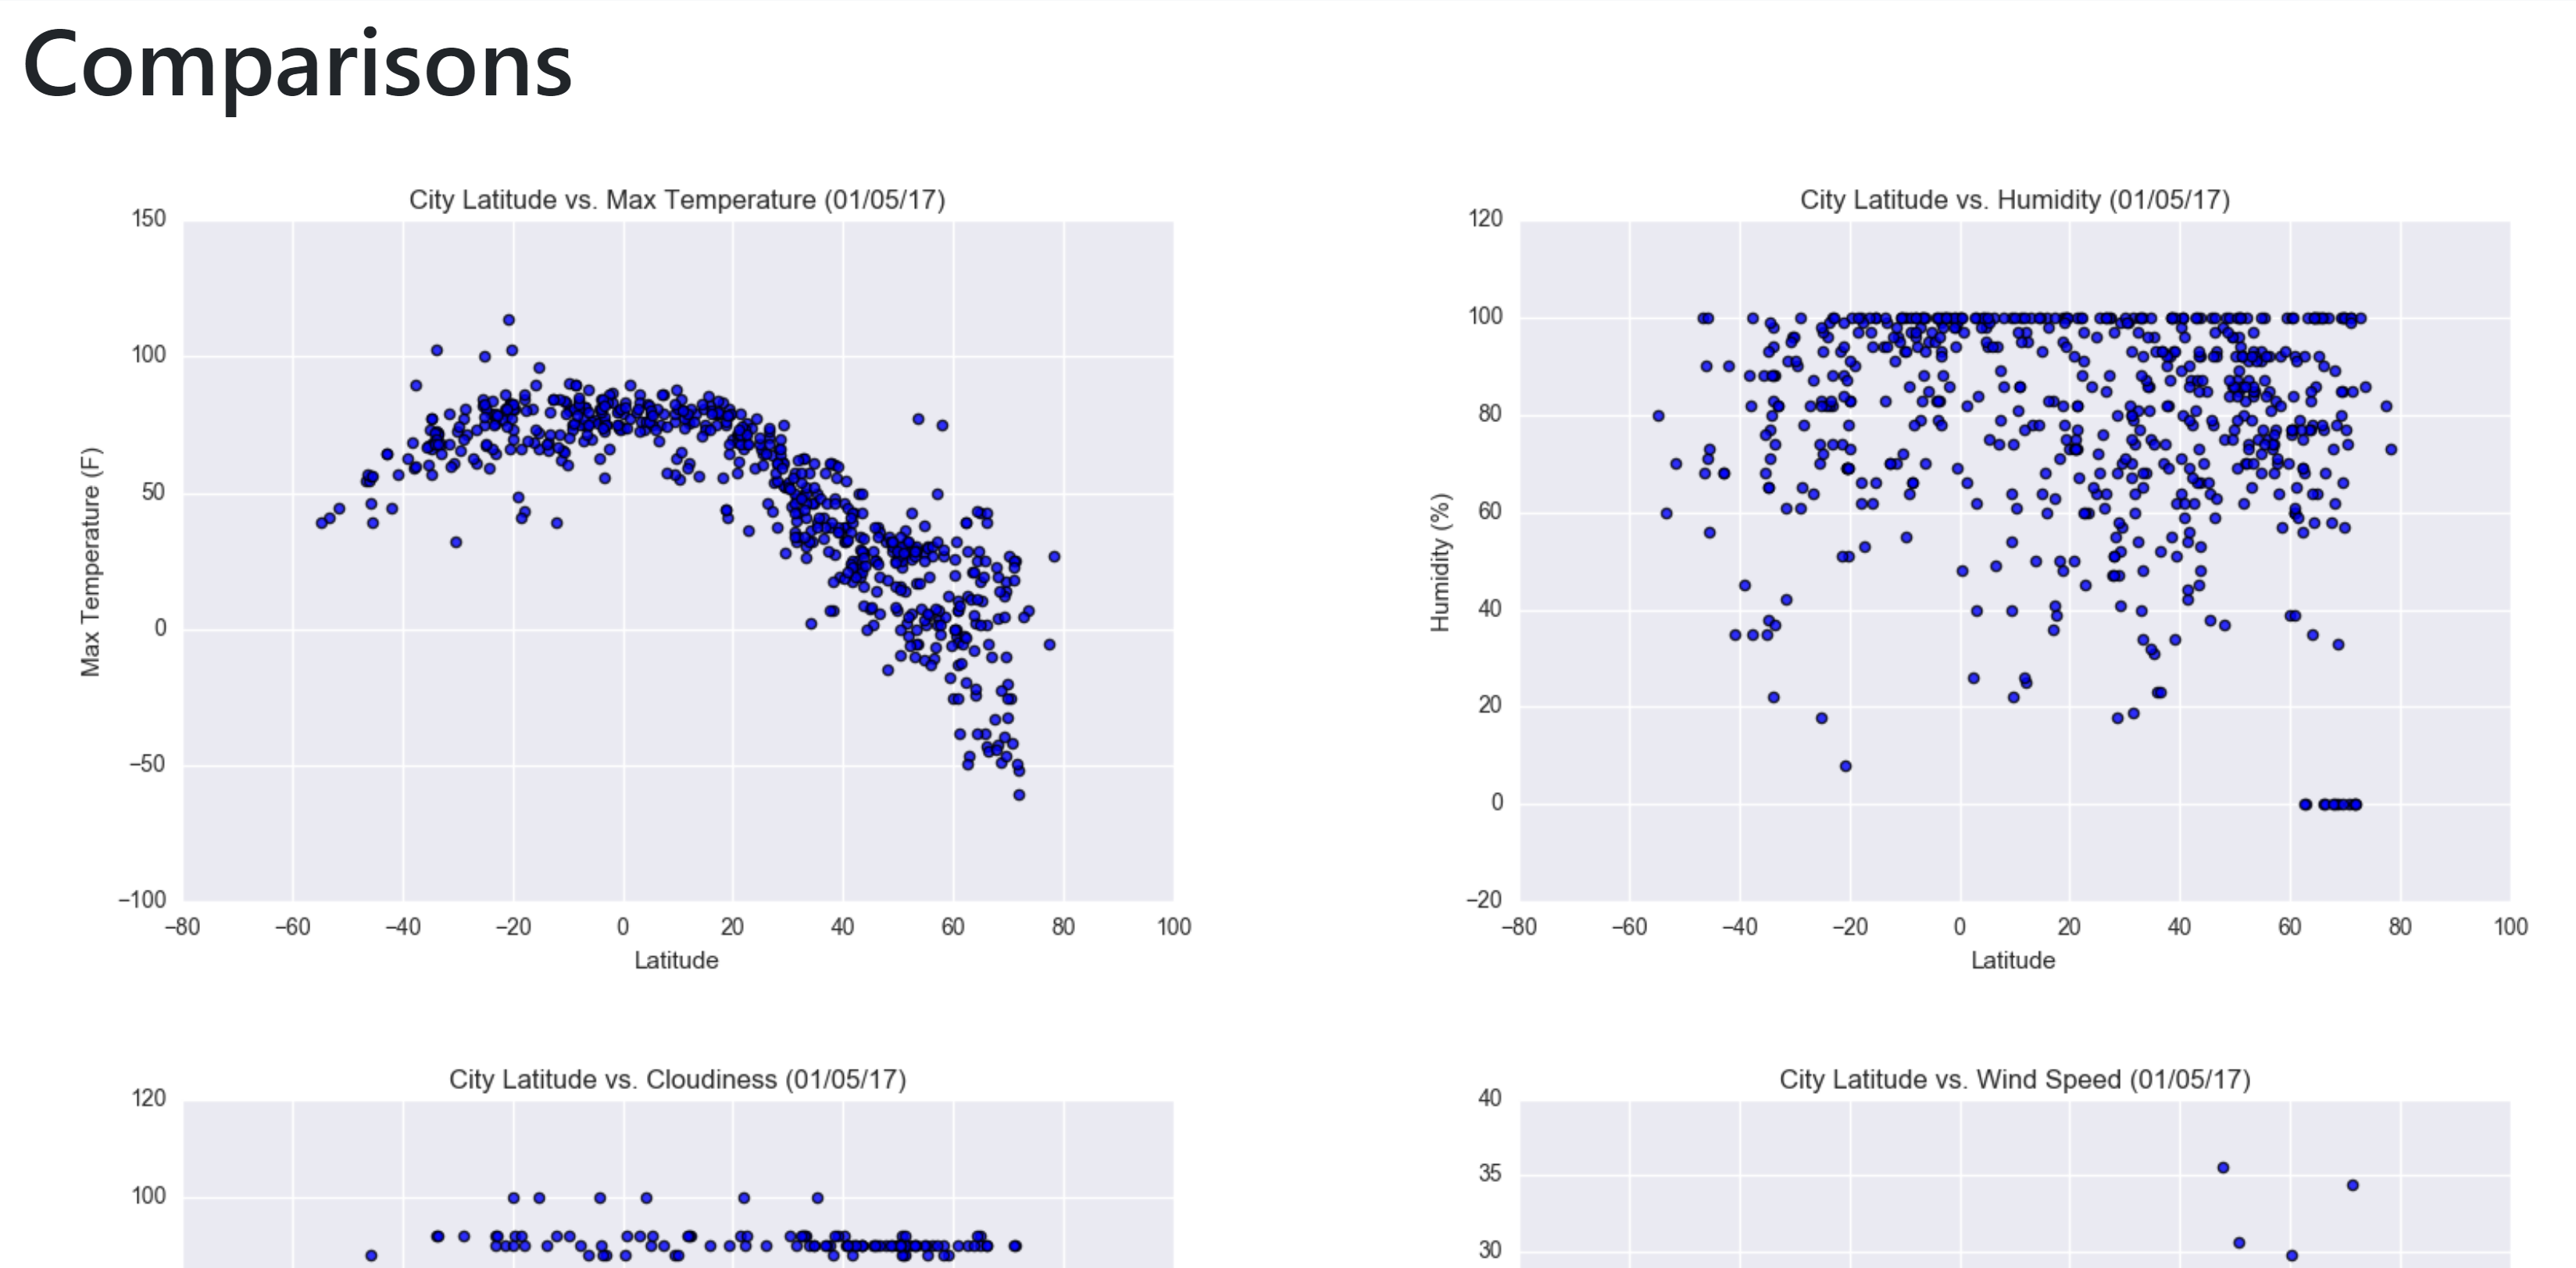 Comparisons
City Latitude vs. Max Temperature (01/05/17)
150
100
50
0
−50
−100
Max Temperature (F)
−80 −60 −40 −20 0 20 40 60 80 100
Latitude
City Latitude vs. Humidity (01/05/17)
120
100
80
60
40
20
0
−20
Humidity (%)
−80 −60 −40 −20 0 20 40 60 80 100
Latitude
City Latitude vs. Cloudiness (01/05/17)
120
100
City Latitude vs. Wind Speed (01/05/17)
40
35
30